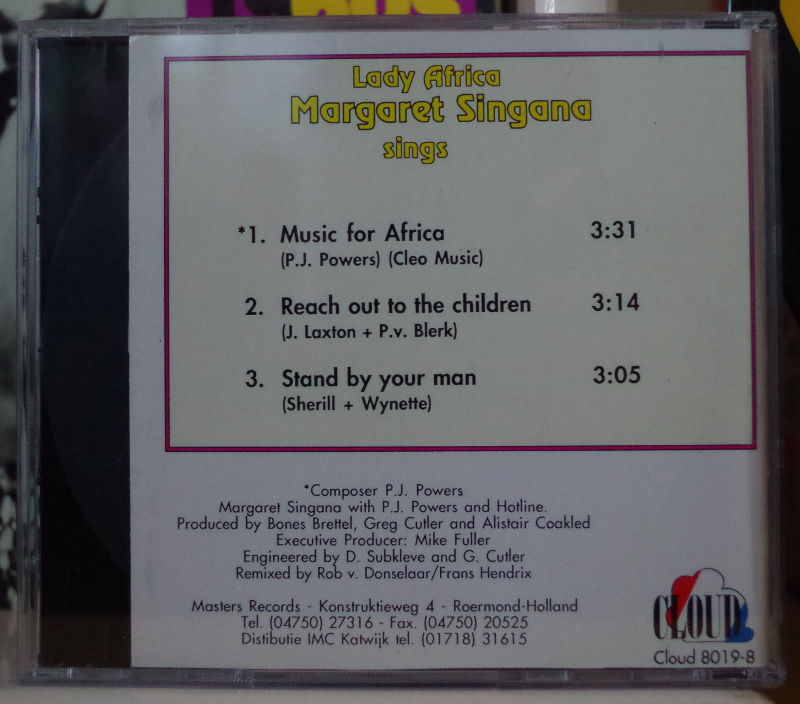 Lady Africa
Margaret Singana
sings
*1. Music for Africa 3:31
(P.J. Powers) (Cleo Music)
2. Reach out to the children 3:14
(J. Laxton + P.v. Blerk)
3. Stand by your man 3:05
(Sherill + Wynette)
*Composer P.J. Powers
Margaret Singana with P.J. Powers and Hotline.
Produced by Bones Brettel, Greg Cutler and Alistair Coakled
Executive Producer: Mike Fuller
Engineered by D. Subkleve and G. Cutler
Remixed by Rob v. Donselaar/Frans Hendrix
Masters Records - Konstruktieweg 4 - Roermond-Holland
Tel. (04750) 27316 - Fax. (04750) 20525
Distibutie IMC Katwijk tel. (01718) 31615
CLOUD
Cloud 8019-8